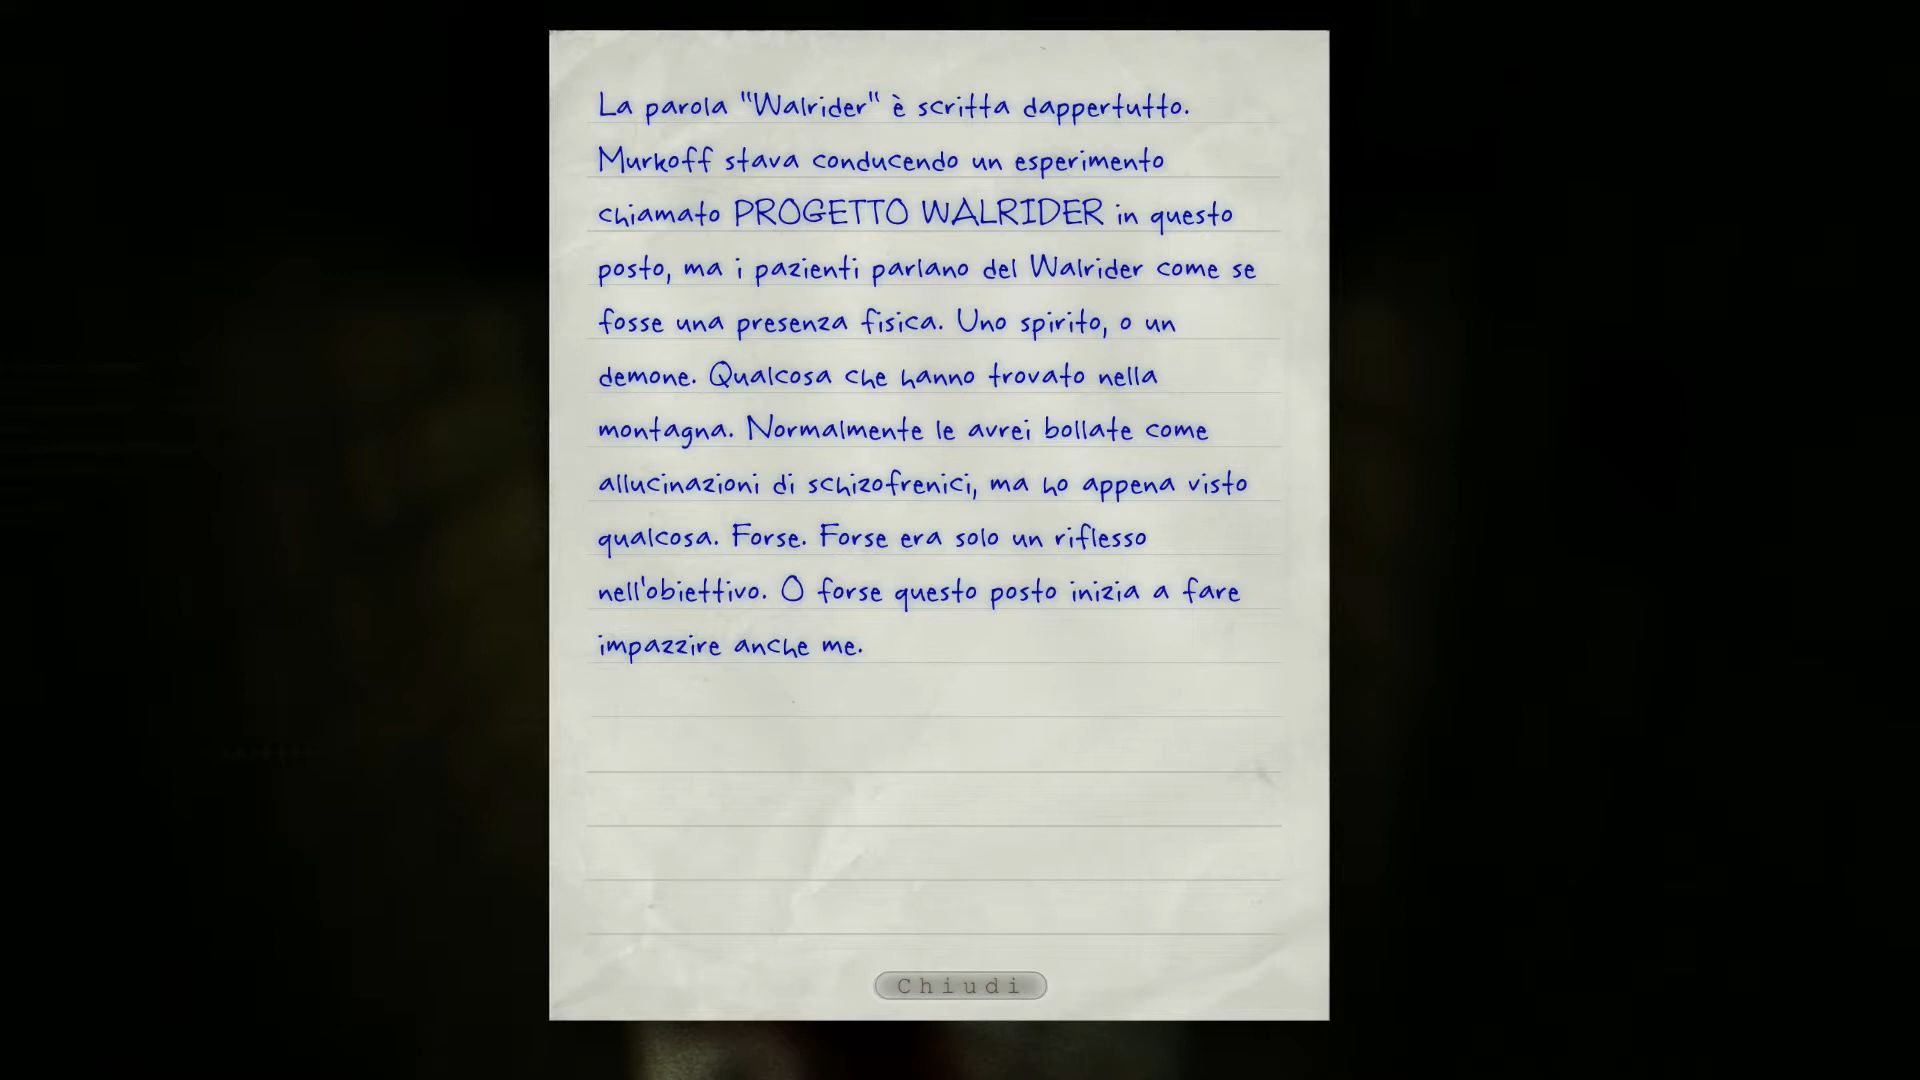 La parola "Walrider" è scritta dappertutto.
Murkoff stava conducendo un esperimento
chiamato PROGETTO WALRIDER in questo
posto, ma i pazienti parlano del Walrider come se
fosse una presenza fisica. Uno spirito, o un
demone. Qualcosa che hanno trovato nella
montagna. Normalmente le avrei bollate come
allucinazioni di schizofrenici, ma ho appena visto
qualcosa. Forse. Forse era solo un riflesso
nell'obiettivo. O forse questo posto inizia a fare
impazzire anche me.
Chiudi